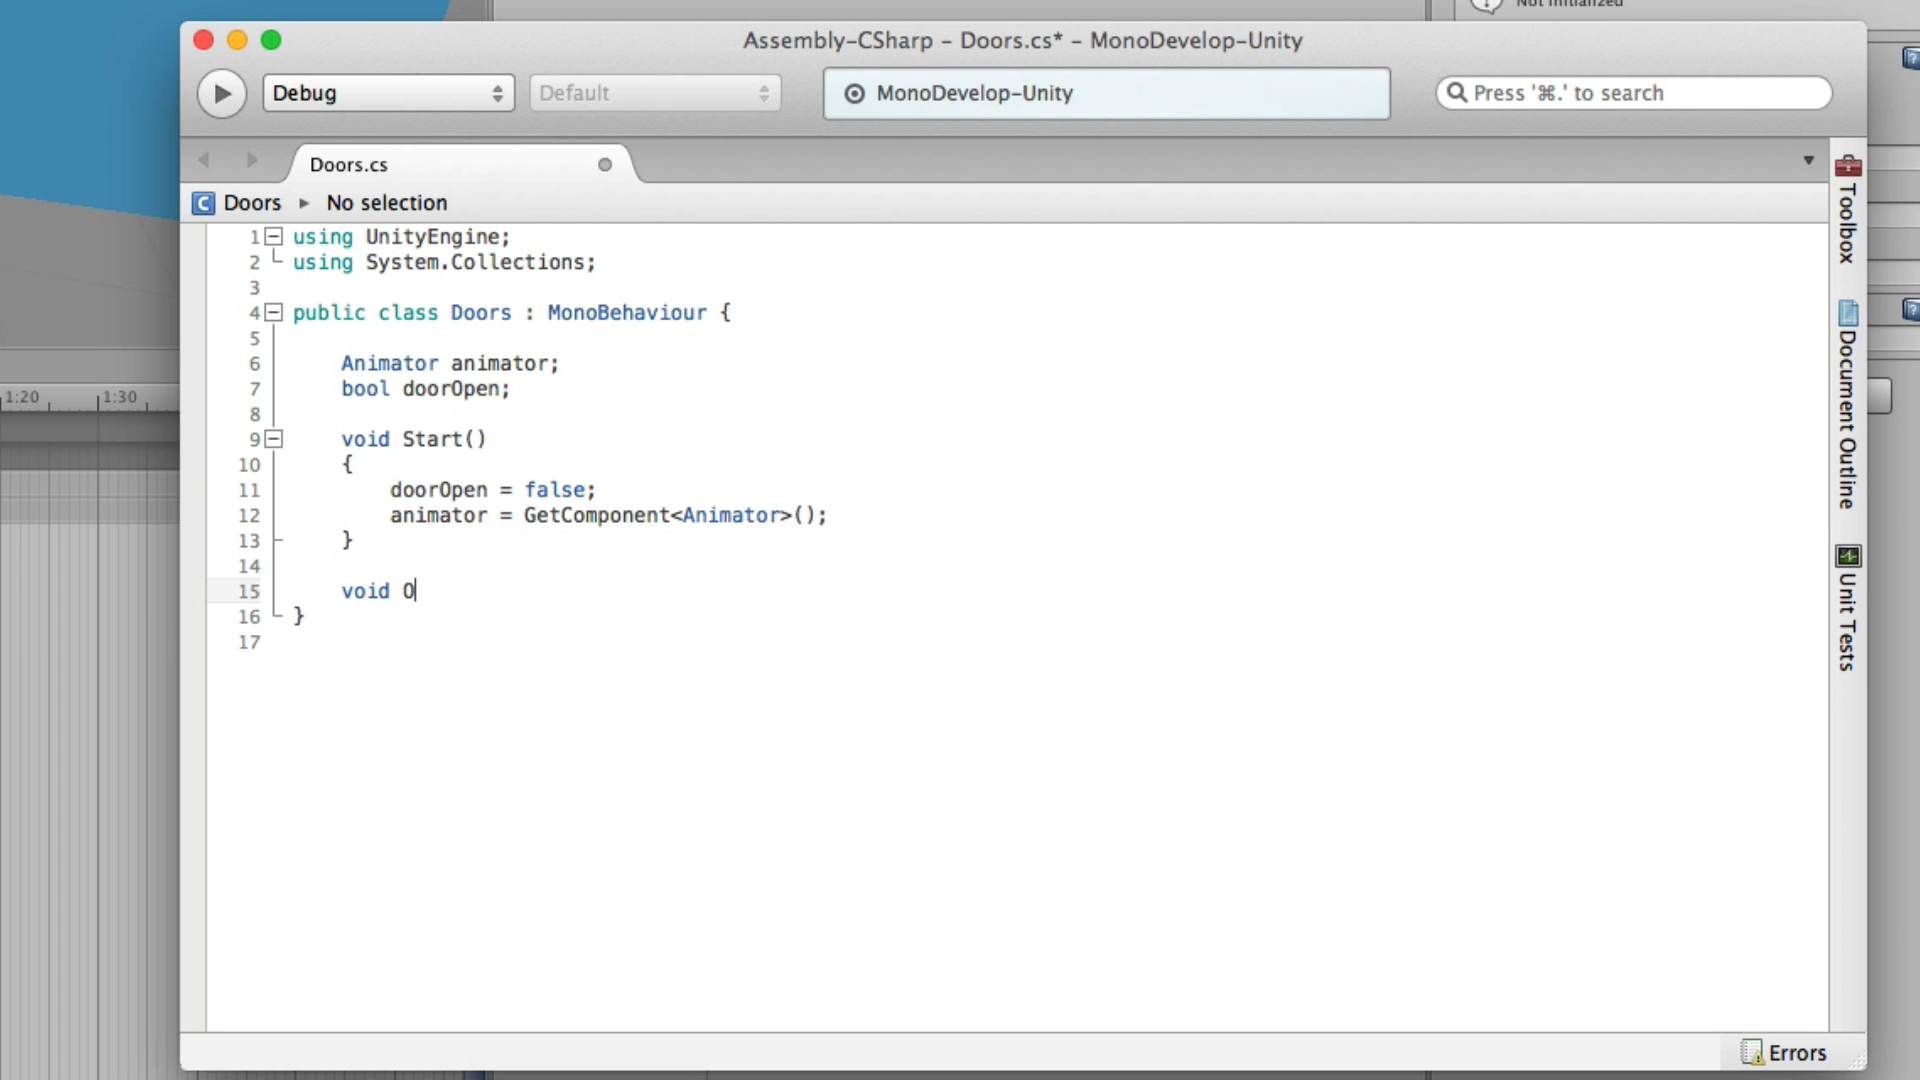 Not initialized
Assembly-CSharp – Doors.cs* – MonoDevelop-Unity
Debug
Default
MonoDevelop-Unity
Press '⌘.' to search
Doors.cs
Doors ▸ No selection
1 using UnityEngine;
2 using System.Collections;
3
4 public class Doors : MonoBehaviour {
5
6 Animator animator;
7 bool doorOpen;
8
9 void Start()
10 {
11 doorOpen = false;
12 animator = GetComponent<Animator>();
13 }
14
15 void O
16 }
17
Toolbox
Document Outline
Unit Tests
1:20
1:30
Errors